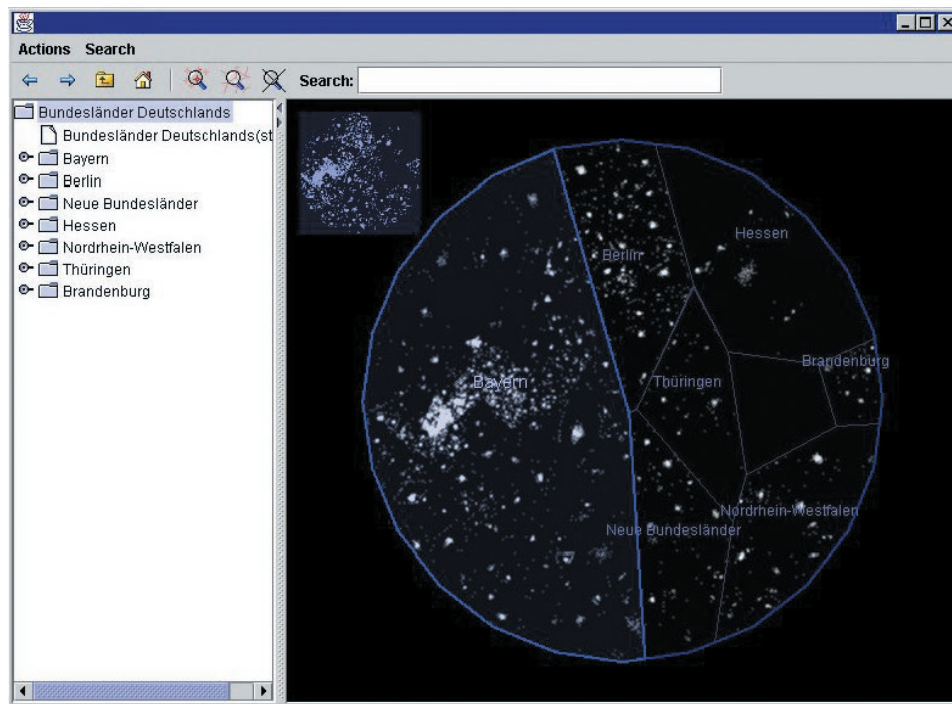 Actions Search
Search:
Bundesländer Deutschlands
Bundesländer Deutschlands(st
Bayern
Berlin
Neue Bundesländer
Hessen
Nordrhein-Westfalen
Thüringen
Brandenburg
Hessen
Berlin
Brandenburg
Bayern
Thüringen
Nordrhein-Westfalen
Neue Bundesländer